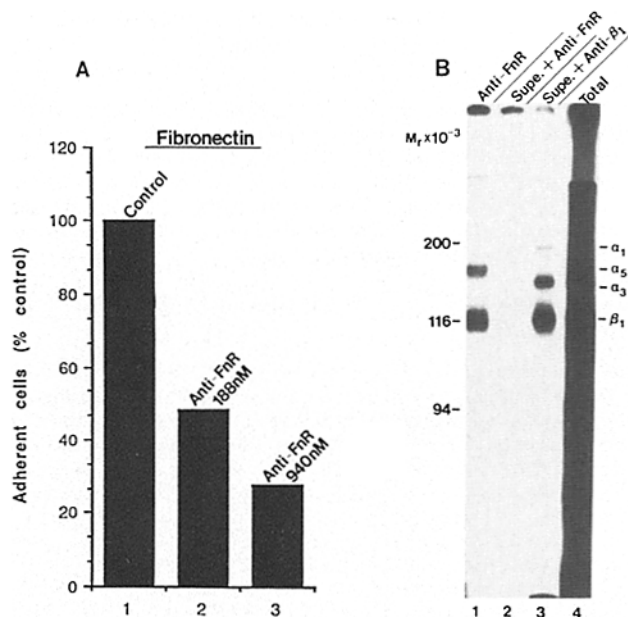 A
Fibronectin
Adherent cells (% control)
120
100
80
60
40
20
0
Control
Anti-FnR
188nM
Anti-FnR
940nM
1
2
3
B
Anti-FnR
Supe.+Anti-FnR
Supe.+Anti-β₁
Total
Mᵣx10⁻³
200–
116–
94–
–α₁
–α₅
–α₃
–β₁
1
2
3
4